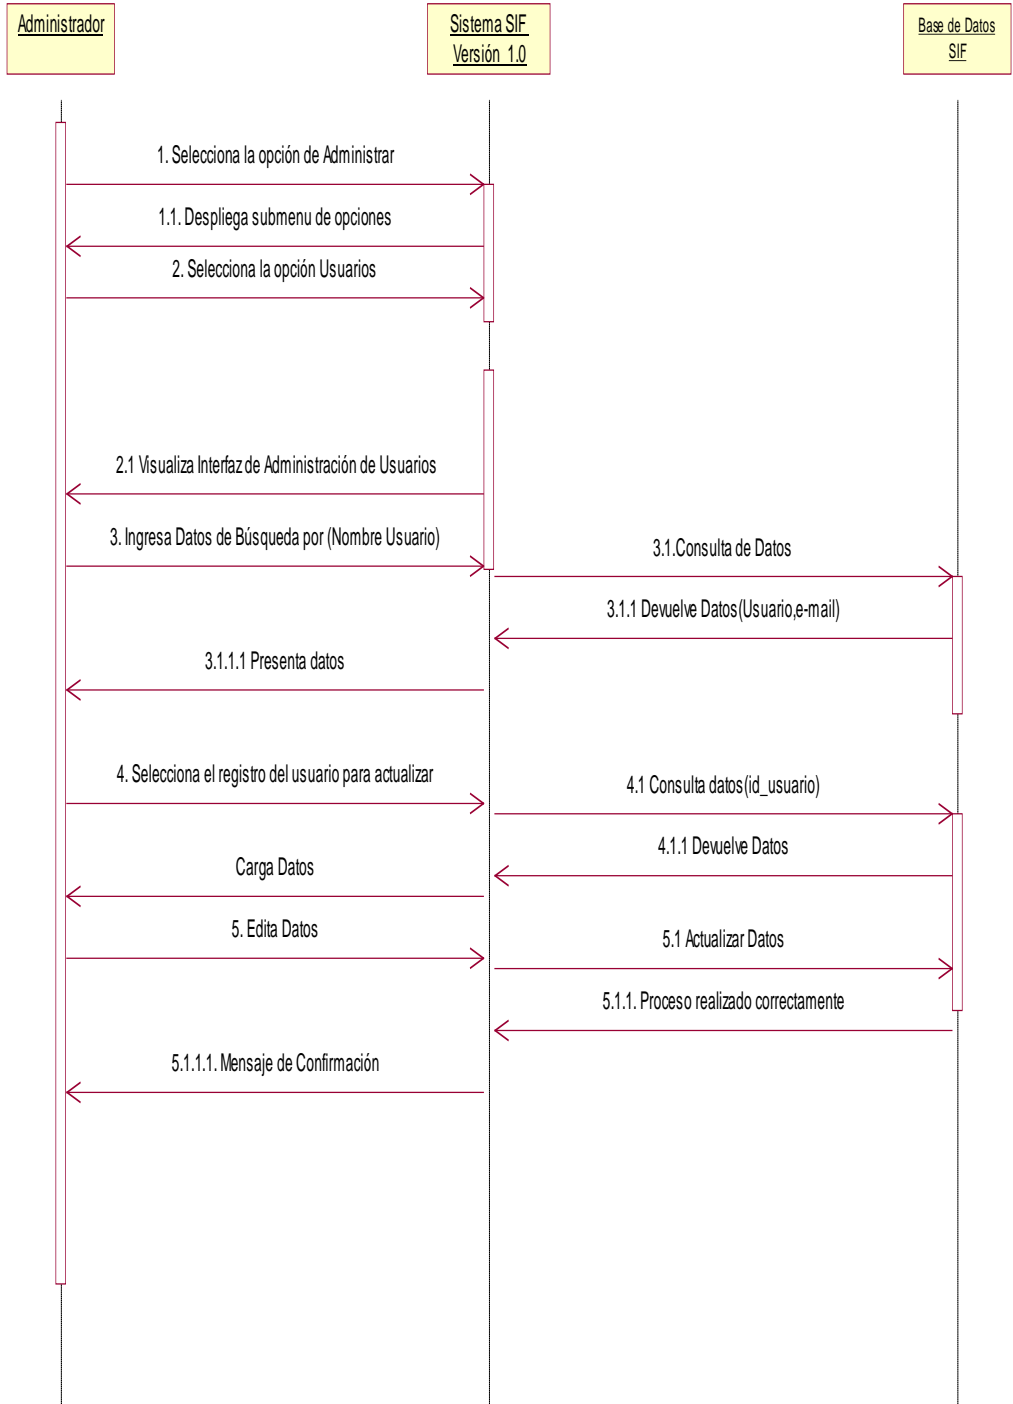 Administrador
Sistema SIF
Versión 1.0
Base de Datos
SIF
1. Selecciona la opción de Administrar
1.1. Despliega submenu de opciones
2. Selecciona la opción Usuarios
2.1 Visualiza Interfaz de Administración de Usuarios
3. Ingresa Datos de Búsqueda por (Nombre Usuario)
3.1.Consulta de Datos
3.1.1 Devuelve Datos(Usuario,e-mail)
3.1.1.1 Presenta datos
4. Selecciona el registro del usuario para actualizar
4.1 Consulta datos(id_usuario)
4.1.1 Devuelve Datos
Carga Datos
5. Edita Datos
5.1 Actualizar Datos
5.1.1. Proceso realizado correctamente
5.1.1.1. Mensaje de Confirmación